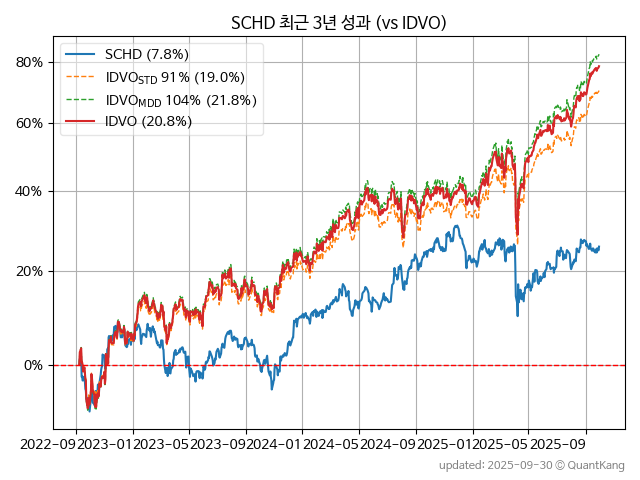 SCHD 최근 3년 성과 (vs IDVO)
SCHD (7.8%)
IDVO_STD 91% (19.0%)
IDVO_MDD 104% (21.8%)
IDVO (20.8%)
80%
60%
40%
20%
0%
2022-09 2023-01 2023-05 2023-09 2024-01 2024-05 2024-09 2025-01 2025-05 2025-09
updated: 2025-09-30 © QuantKang